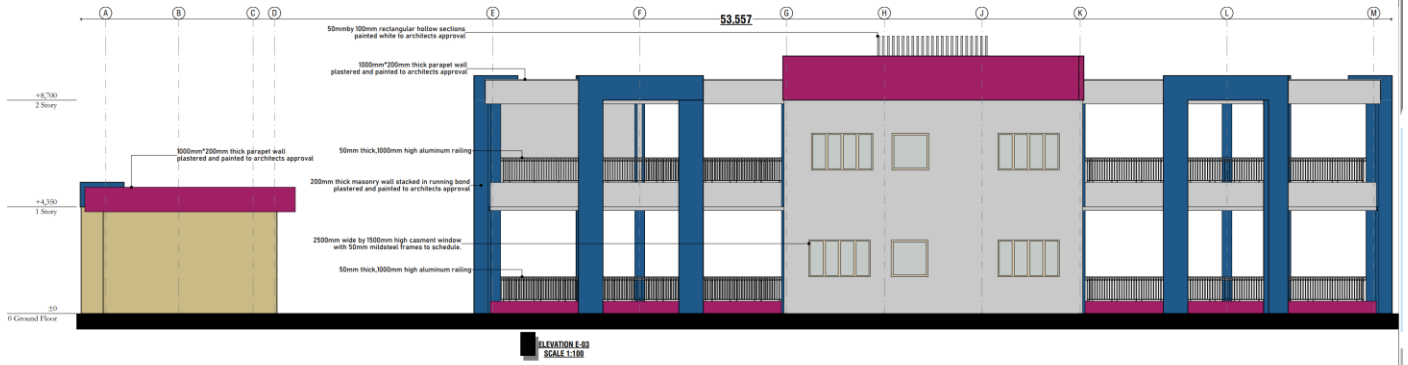 A B C D E F G H J K L M
53.557
50mmby 100mm rectangular hollow sections
painted white to architects approval
1000mm*200mm thick parapet wall
plastered and painted to architects approval
+8,700
2 Story
1000mm*200mm thick parapet wall
plastered and painted to architects approval
50mm thick,1000mm high aluminum railing
200mm thick masonry wall stacked in running bond
plastered and painted to architects approval
+4,350
1 Story
2500mm wide by 1500mm high casment window
with 50mm mildsteel frames to schedule.
50mm thick,1000mm high aluminum railing
±0
0 Ground Floor
ELEVATION E-03
SCALE 1:100